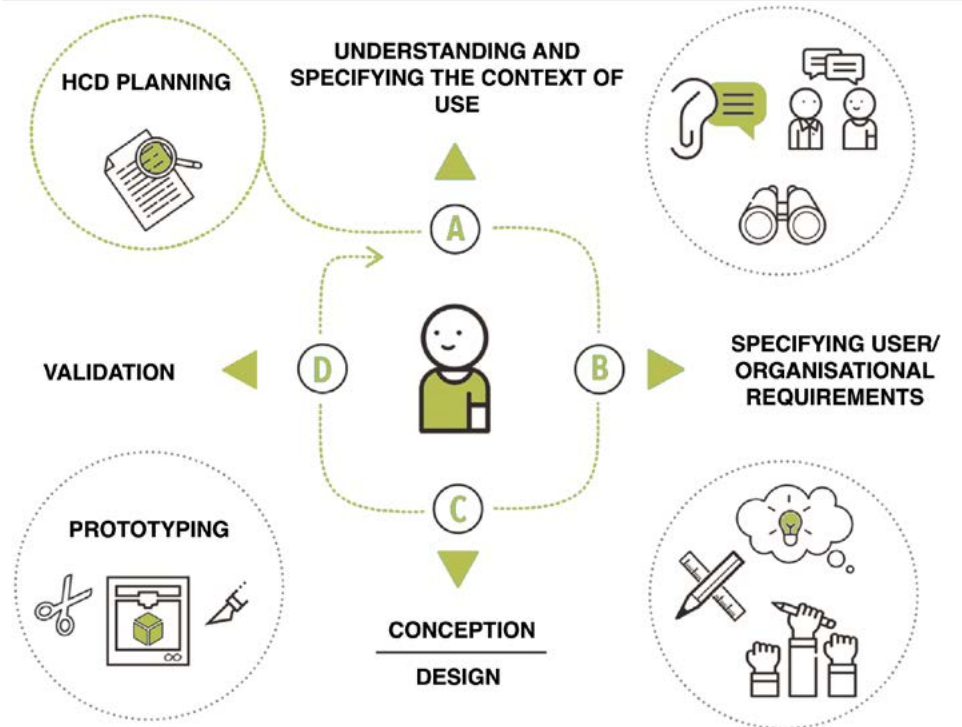 HCD PLANNING
UNDERSTANDING AND
SPECIFYING THE CONTEXT OF
USE
A
D
B
VALIDATION
SPECIFYING USER/
ORGANISATIONAL
REQUIREMENTS
C
PROTOTYPING
CONCEPTION
DESIGN